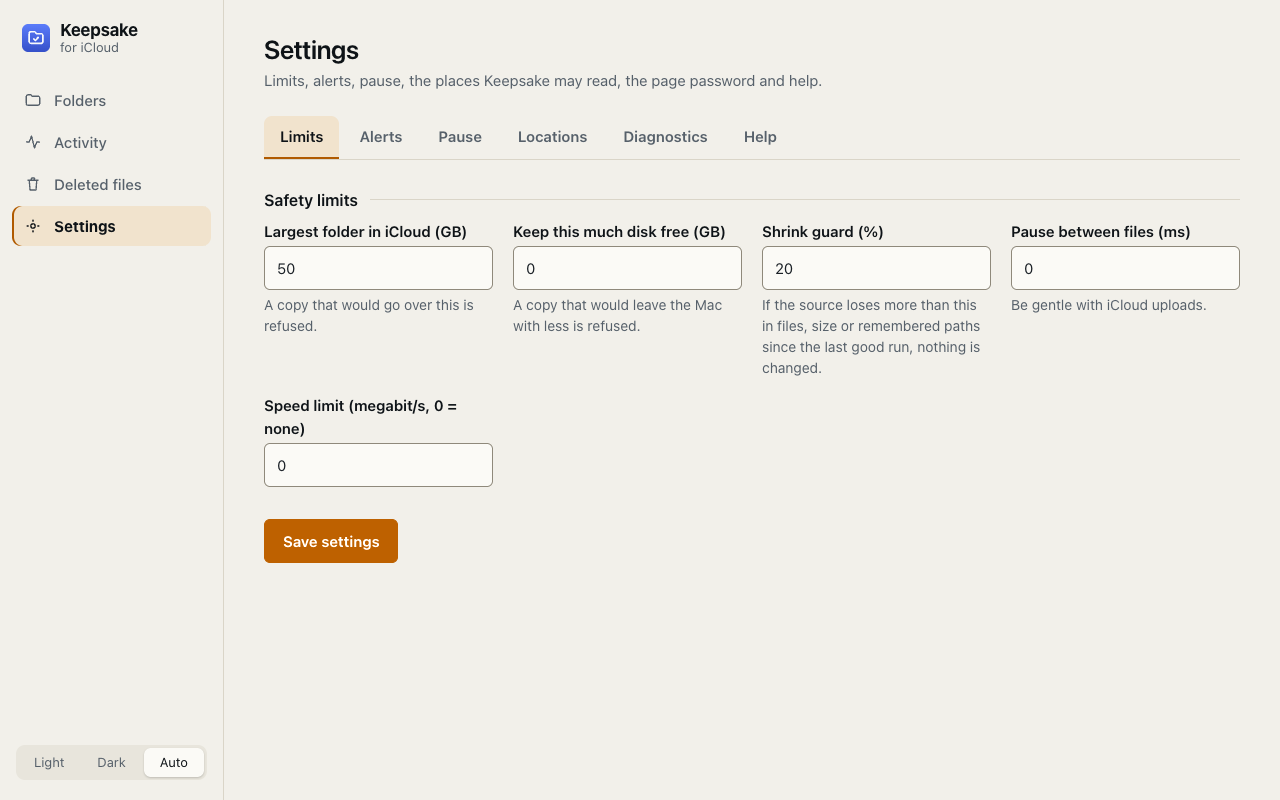 Keepsake
for iCloud
Folders
Activity
Deleted files
Settings
Light Dark Auto
Settings
Limits, alerts, pause, the places Keepsake may read, the page password and help.
Limits Alerts Pause Locations Diagnostics Help
Safety limits
Largest folder in iCloud (GB)
50
A copy that would go over this is
refused.
Keep this much disk free (GB)
0
A copy that would leave the Mac
with less is refused.
Shrink guard (%)
20
If the source loses more than this
in files, size or remembered paths
since the last good run, nothing is
changed.
Pause between files (ms)
0
Be gentle with iCloud uploads.
Speed limit (megabit/s, 0 =
none)
0
Save settings